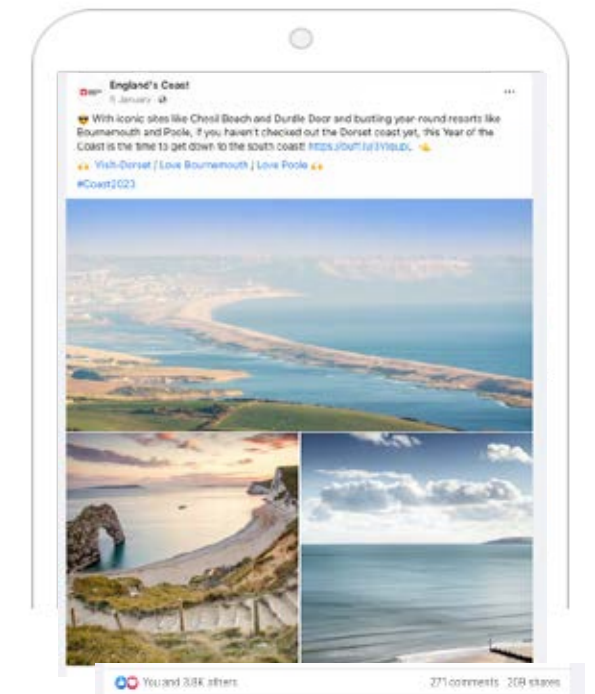 England's Coast
5 January
😎 With iconic sites like Chesil Beach and Durdle Door and bustling year-round resorts like
Bournemouth and Poole, if you haven't checked out the Dorset coast yet, this Year of the
Coast is the time to get down to the south coast!
🙌 Visit-Dorset / Love Bournemouth / Love Poole 🙌
#Coast2023
You and 3.8K others
271 comments 209 shares